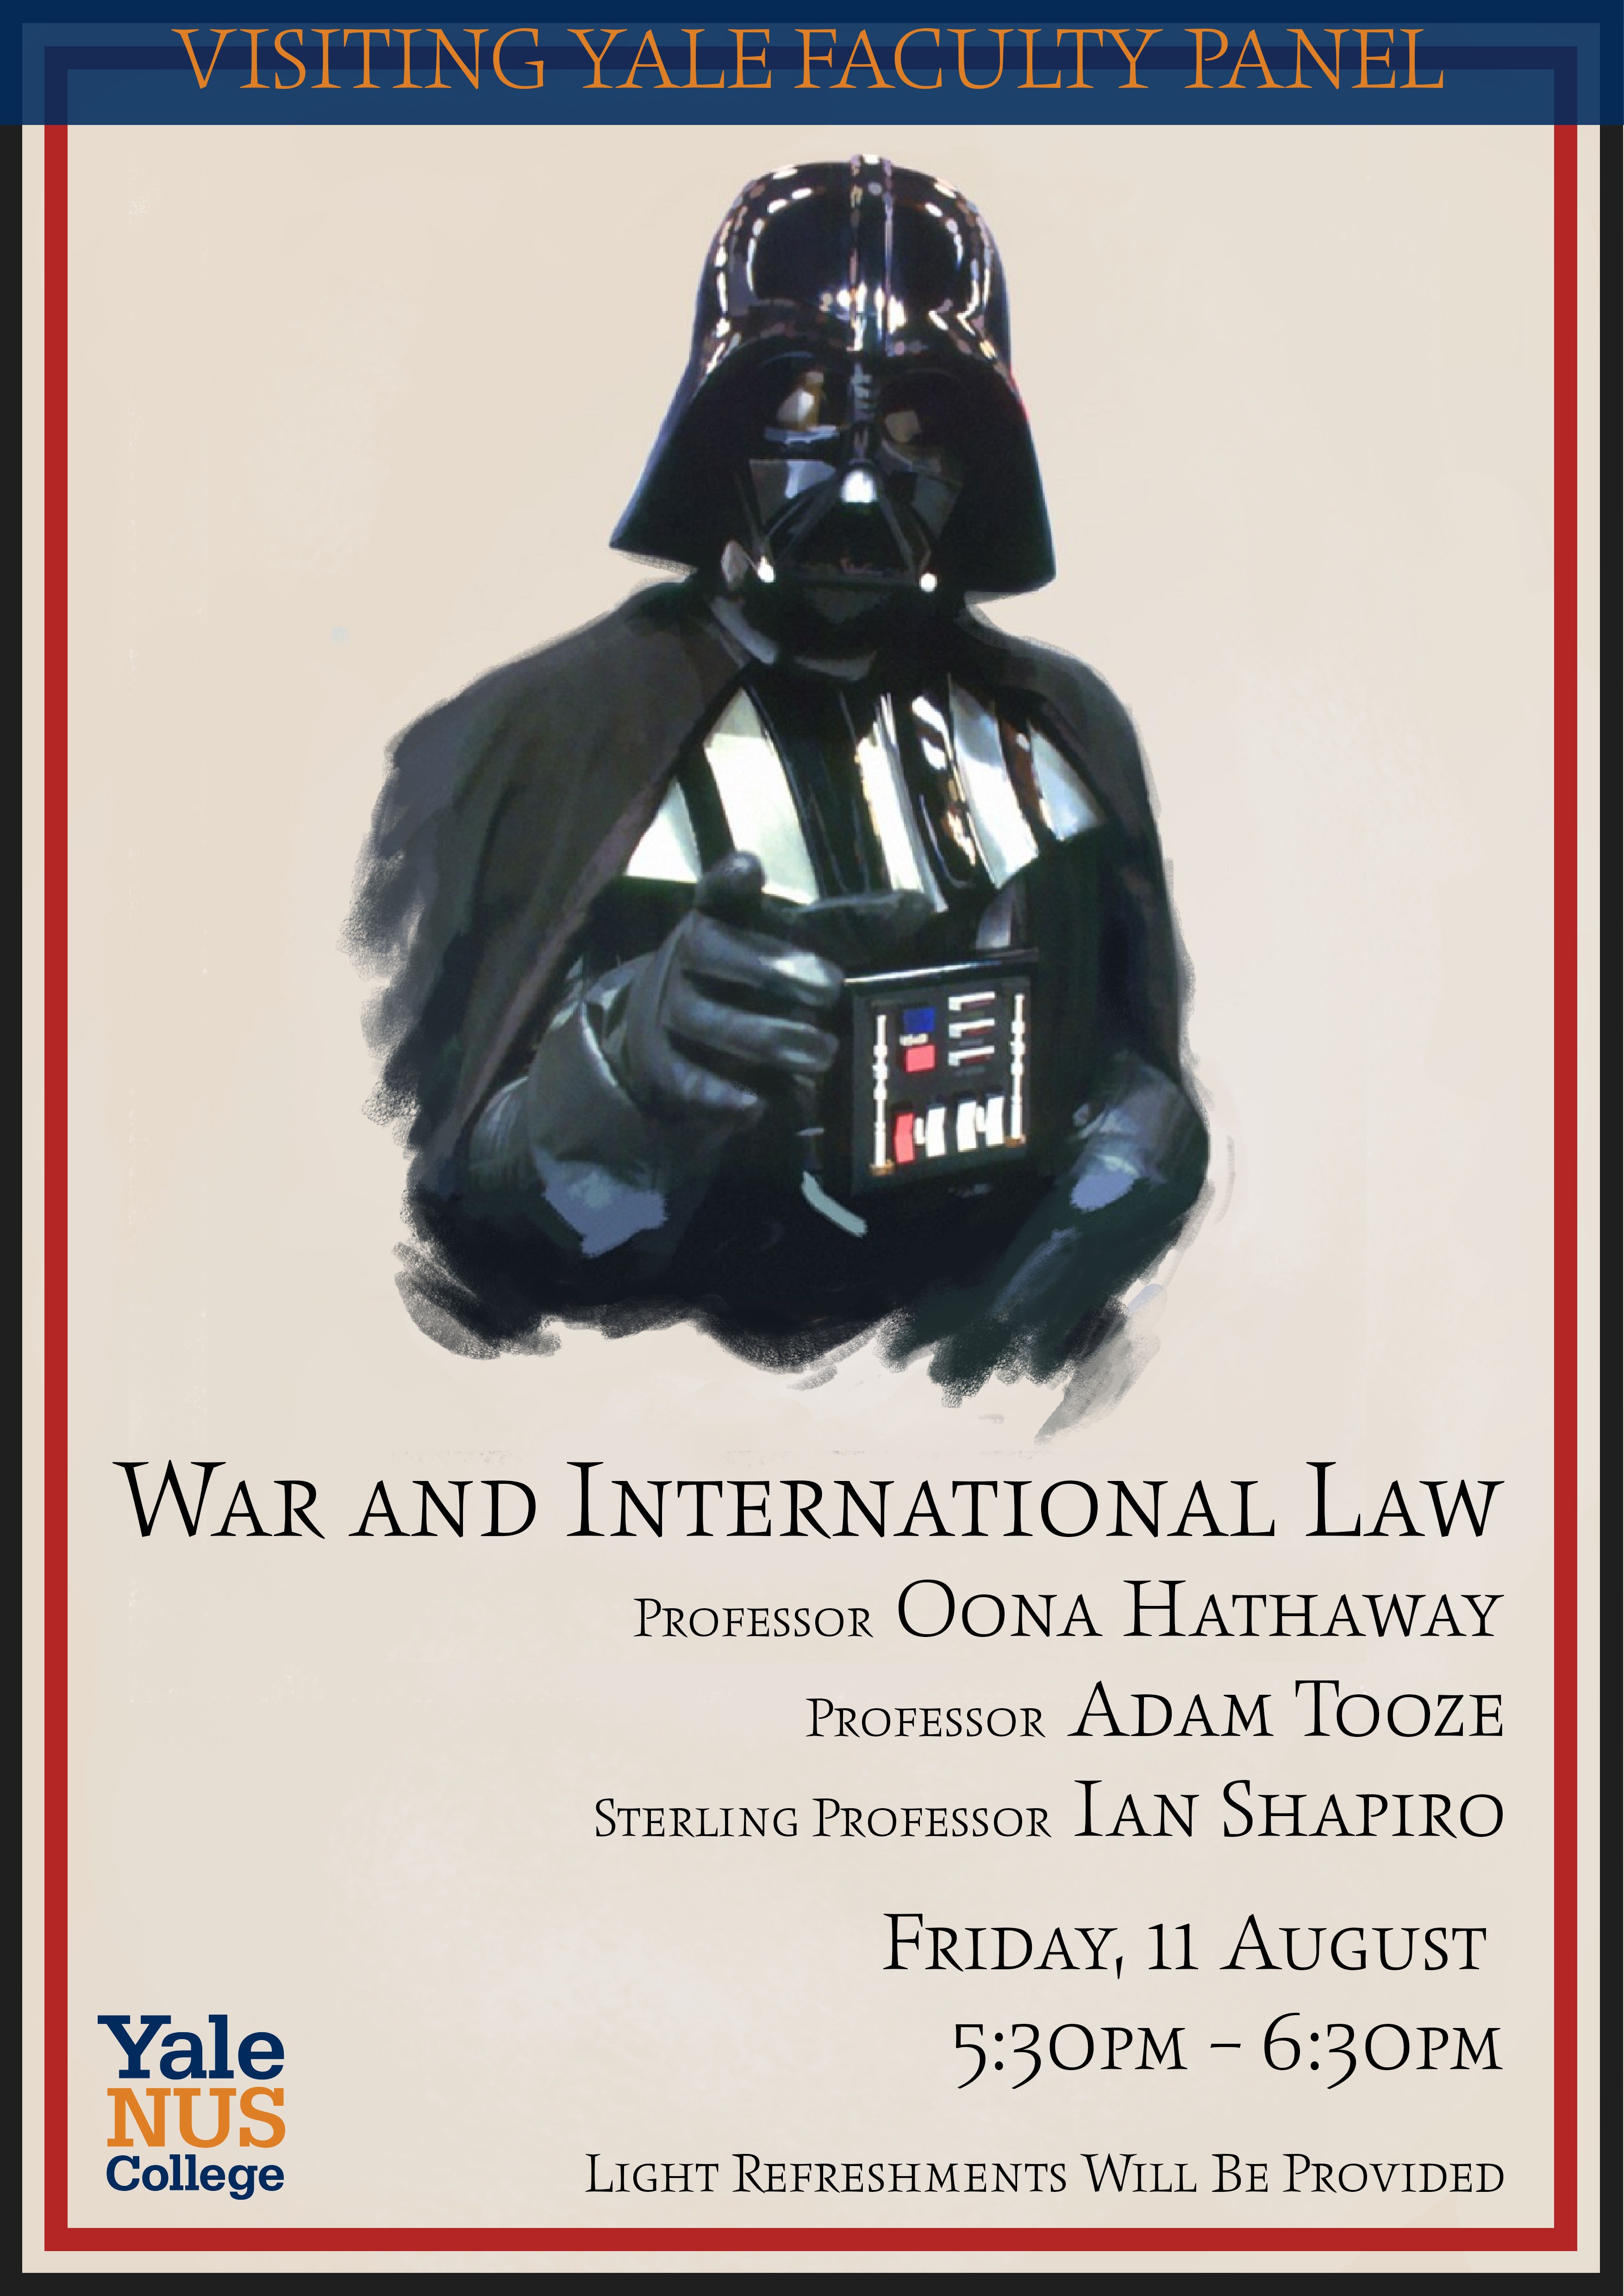 VISITING YALE FACULTY PANEL
War and International Law
Professor Oona Hathaway
Professor Adam Tooze
Sterling Professor Ian Shapiro
Friday, 11 August
5:30pm – 6:30pm
Yale
NUS
College
Light Refreshments Will Be Provided